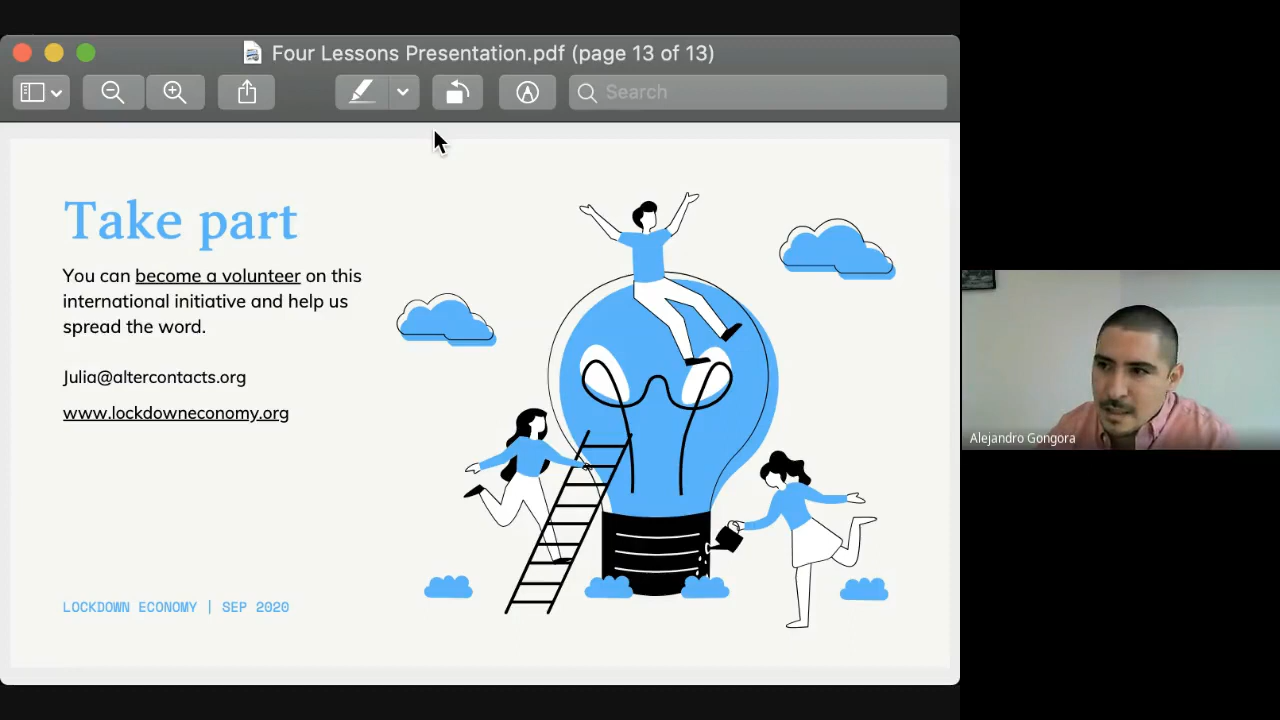 Four Lessons Presentation.pdf (page 13 of 13)
Search
Take part
You can become a volunteer on this
international initiative and help us
spread the word.
Julia@altercontacts.org
www.lockdowneconomy.org
LOCKDOWN ECONOMY | SEP 2020
Alejandro Gongora